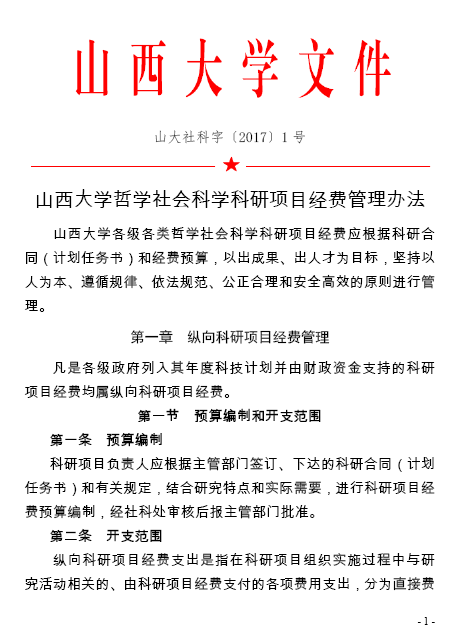 山西大学文件
山大社科字〔2017〕1 号
山西大学哲学社会科学科研项目经费管理办法
山西大学各级各类哲学社会科学科研项目经费应根据科研合
同（计划任务书）和经费预算，以出成果、出人才为目标，坚持以
人为本、遵循规律、依法规范、公正合理和安全高效的原则进行管
理。
第一章　纵向科研项目经费管理
凡是各级政府列入其年度科技计划并由财政资金支持的科研
项目经费均属纵向科研项目经费。
第一节　预算编制和开支范围
第一条　预算编制
科研项目负责人应根据主管部门签订、下达的科研合同（计划
任务书）和有关规定，结合研究特点和实际需要，进行科研项目经
费预算编制，经社科处审核后报主管部门批准。
第二条　开支范围
纵向科研项目经费支出是指在科研项目组织实施过程中与研
究活动相关的、由科研项目经费支付的各项费用支出，分为直接费
- 1 -